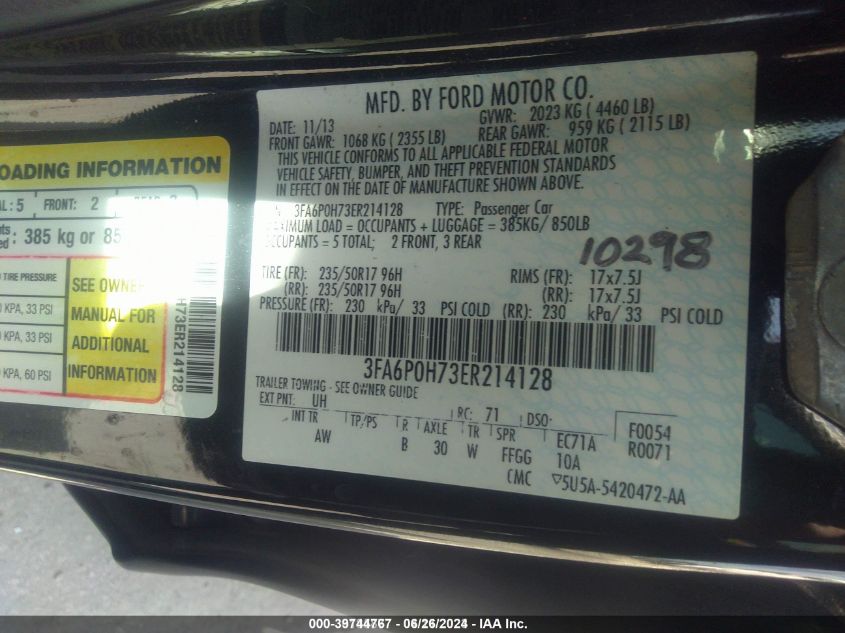 MFD. BY FORD MOTOR CO.
DATE: 11/13 GVWR: 2023 KG ( 4460 LB)
FRONT GAWR: 1068 KG ( 2355 LB) REAR GAWR: 959 KG ( 2115 LB)
THIS VEHICLE CONFORMS TO ALL APPLICABLE FEDERAL MOTOR
VEHICLE SAFETY, BUMPER, AND THEFT PREVENTION STANDARDS
IN EFFECT ON THE DATE OF MANUFACTURE SHOWN ABOVE.
3FA6P0H73ER214128 TYPE: Passenger Car
MAXIMUM LOAD = OCCUPANTS + LUGGAGE = 385KG/ 850LB
OCCUPANTS = 5 TOTAL; 2 FRONT, 3 REAR
10298
TIRE (FR): 235/50R17 96H RIMS (FR): 17x7.5J
(RR): 235/50R17 96H (RR): 17x7.5J
PRESSURE (FR): 230 kPa/ 33 PSI COLD (RR): 230 kPa/ 33 PSI COLD
3FA6P0H73ER214128
TRAILER TOWING - SEE OWNER GUIDE
EXT PNT: UH RC: 71 DSO:
INT TR TP/PS R AXLE TR SPR EC71A F0054
AW B 30 W FFGG 10A R0071
CMC ▽5U5A-5420472-AA
OADING INFORMATION
AL: 5 FRONT: 2
: 385 kg or
TIRE PRESSURE
KPA, 33 PSI
KPA, 33 PSI
KPA, 60 PSI
SEE OWNER
MANUAL FOR
ADDITIONAL
INFORMATION
H73ER214128
000-39744767 - 06/26/2024 - IAAI.com